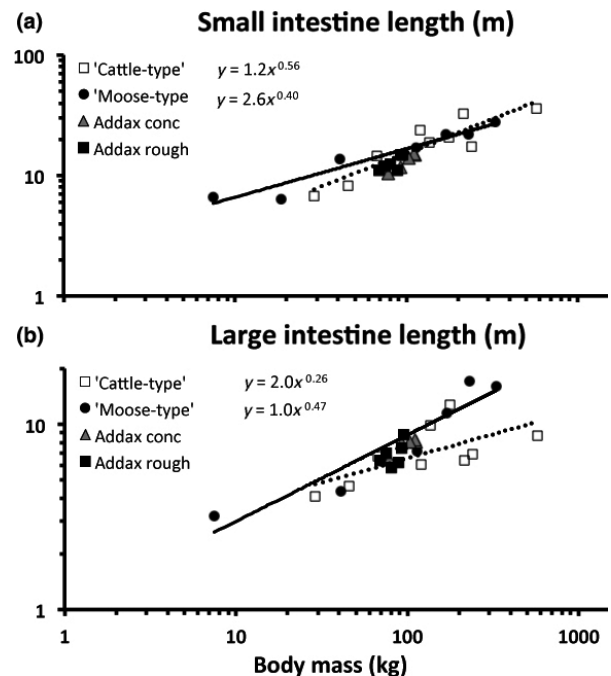 (a) Small intestine length (m)
100
'Cattle-type' y = 1.2x^0.56
'Moose-type y = 2.6x^0.40
Addax conc
Addax rough
10
1
(b) Large intestine length (m)
'Cattle-type' y = 2.0x^0.26
'Moose-type' y = 1.0x^0.47
10
Addax conc
Addax rough
1
1 10 100 1000
Body mass (kg)